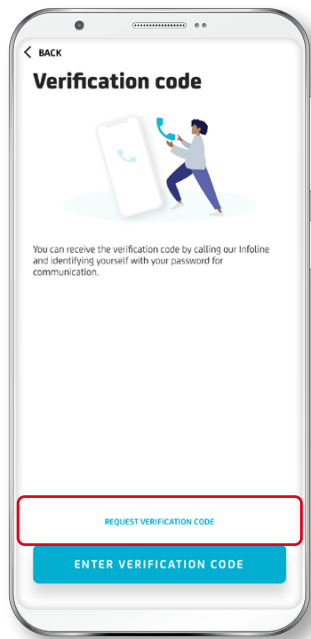 BACK
Verification code
You can receive the verification code by calling our Infoline
and identifying yourself with your password for
communication.
REQUEST VERIFICATION CODE
ENTER VERIFICATION CODE